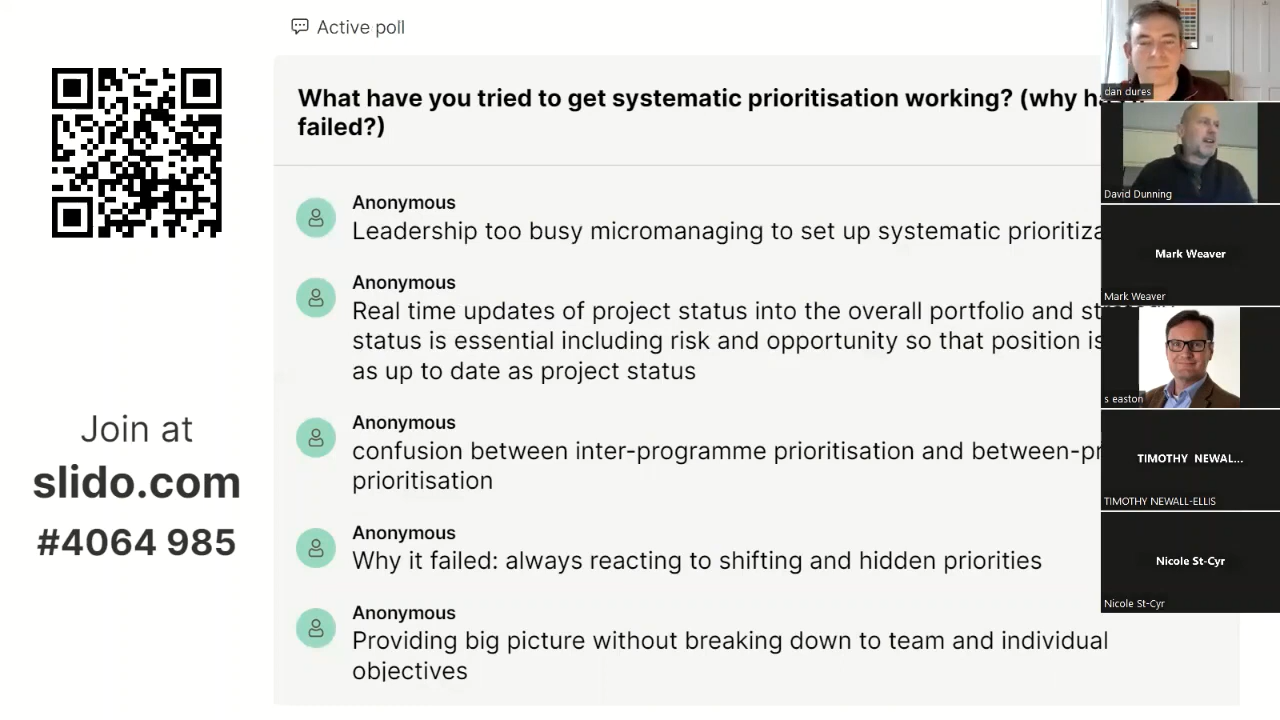 Active poll
What have you tried to get systematic prioritisation working? (why
failed?)
Anonymous
Leadership too busy micromanaging to set up systematic
Anonymous
Real time updates of project status into the overall portfolio and
status is essential including risk and opportunity so that position is
as up to date as project status
Anonymous
confusion between inter-programme prioritisation and
prioritisation
Anonymous
Why it failed: always reacting to shifting and hidden priorities
Anonymous
Providing big picture without breaking down to team and individual
objectives
Join at
slido.com
#4064 985
dan dures
David Dunning
Mark Weaver
Mark Weaver
s easton
TIMOTHY NEWAL...
TIMOTHY NEWALL-ELLIS
Nicole St-Cyr
Nicole St-Cyr